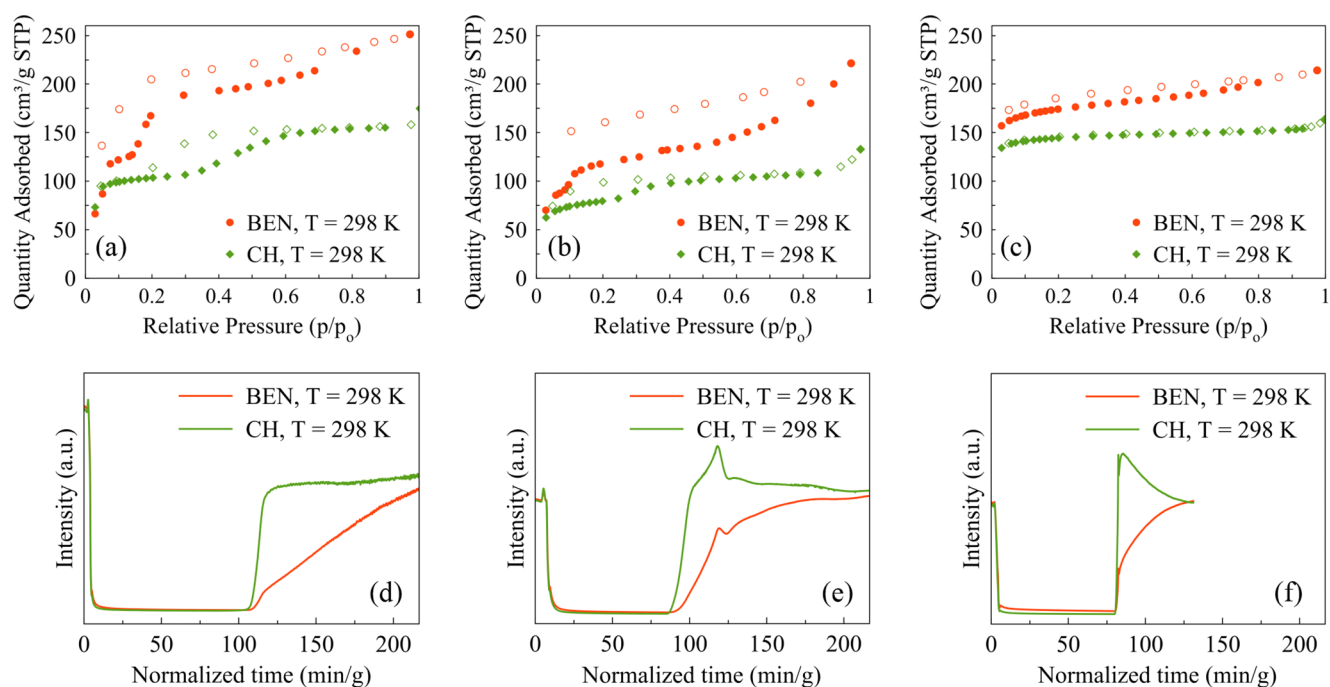 Quantity Adsorbed (cm³/g STP)
250
200
150
100
50
0
(a)
BEN, T = 298 K
CH, T = 298 K
0 0.2 0.4 0.6 0.8 1
Relative Pressure (p/pₒ)
Quantity Adsorbed (cm³/g STP)
250
200
150
100
50
0
(b)
BEN, T = 298 K
CH, T = 298 K
0 0.2 0.4 0.6 0.8 1
Relative Pressure (p/pₒ)
Quantity Adsorbed (cm³/g STP)
250
200
150
100
50
0
(c)
BEN, T = 298 K
CH, T = 298 K
0 0.2 0.4 0.6 0.8 1
Relative Pressure (p/pₒ)
Intensity (a.u.)
BEN, T = 298 K
CH, T = 298 K
(d)
0 50 100 150 200
Normalized time (min/g)
Intensity (a.u.)
BEN, T = 298 K
CH, T = 298 K
(e)
0 50 100 150 200
Normalized time (min/g)
Intensity (a.u.)
BEN, T = 298 K
CH, T = 298 K
(f)
0 50 100 150 200
Normalized time (min/g)